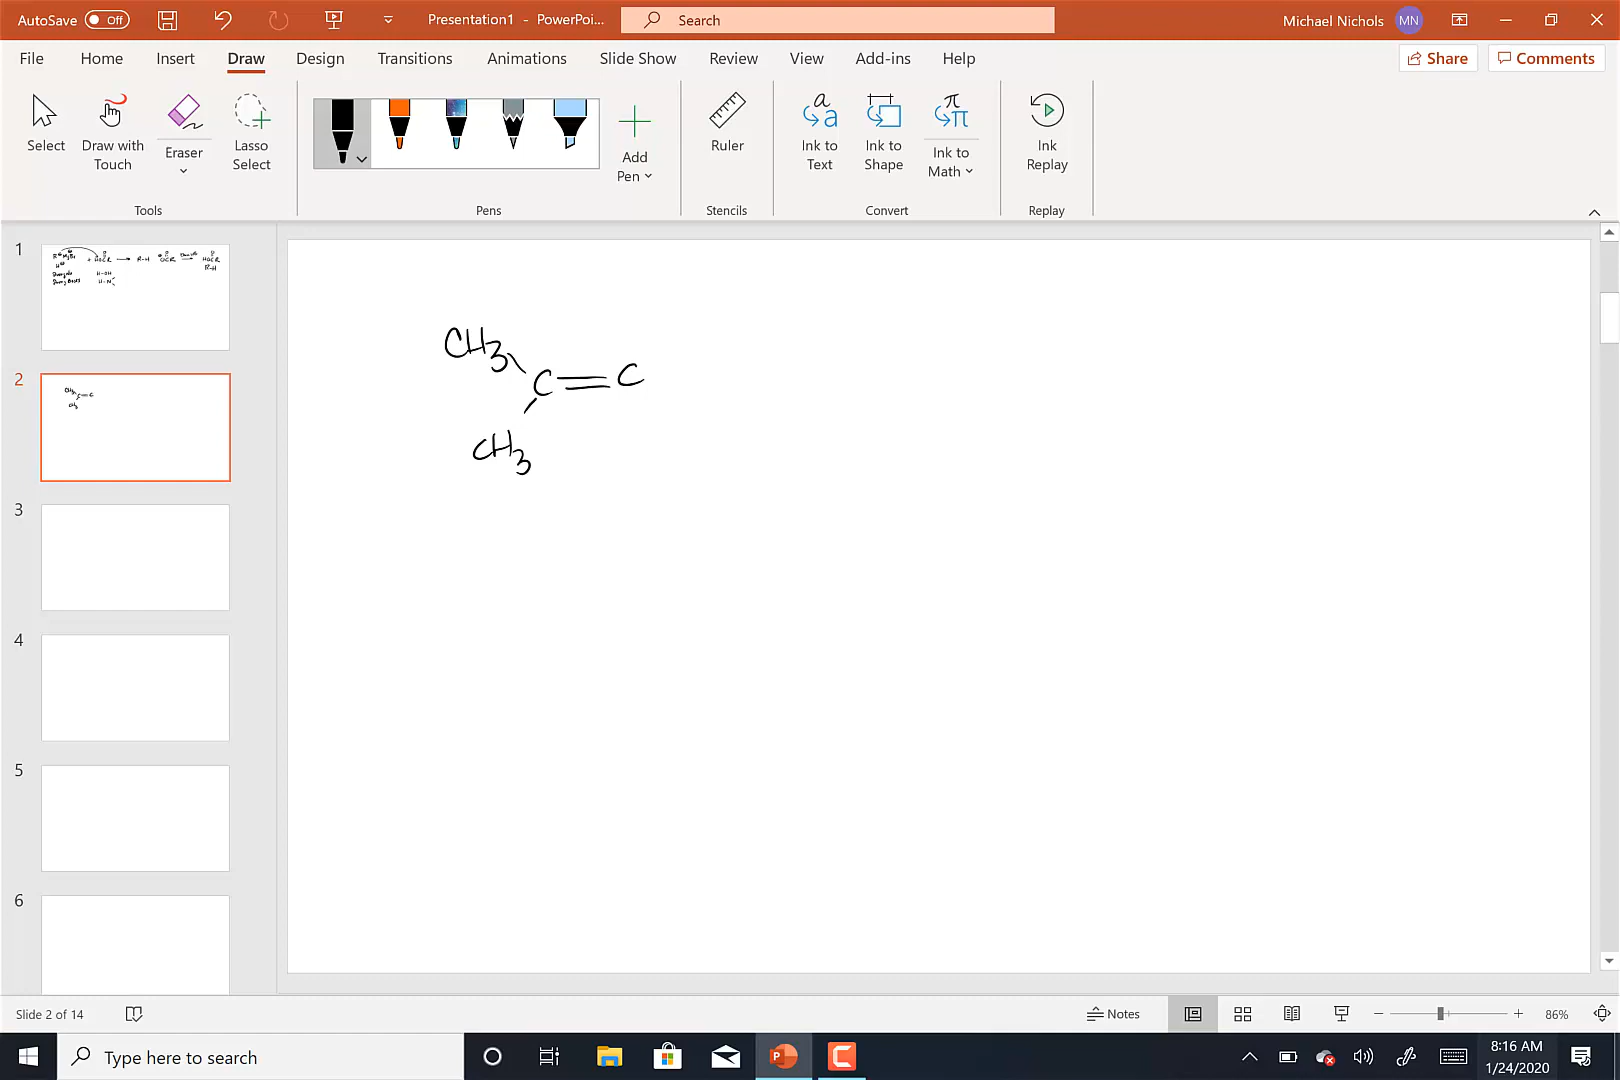 AutoSave Off Presentation1 - PowerPoi... Search Michael Nichols MN
File Home Insert Draw Design Transitions Animations Slide Show Review View Add-ins Help Share Comments
Select Draw with Touch Eraser Lasso Select Add Pen Ruler Ink to Text Ink to Shape Ink to Math Ink Replay
Tools Pens Stencils Convert Replay
1
2
3
4
5
6
CH3
C=C
CH3
Slide 2 of 14 Notes 86%
Type here to search 8:16 AM
1/24/2020